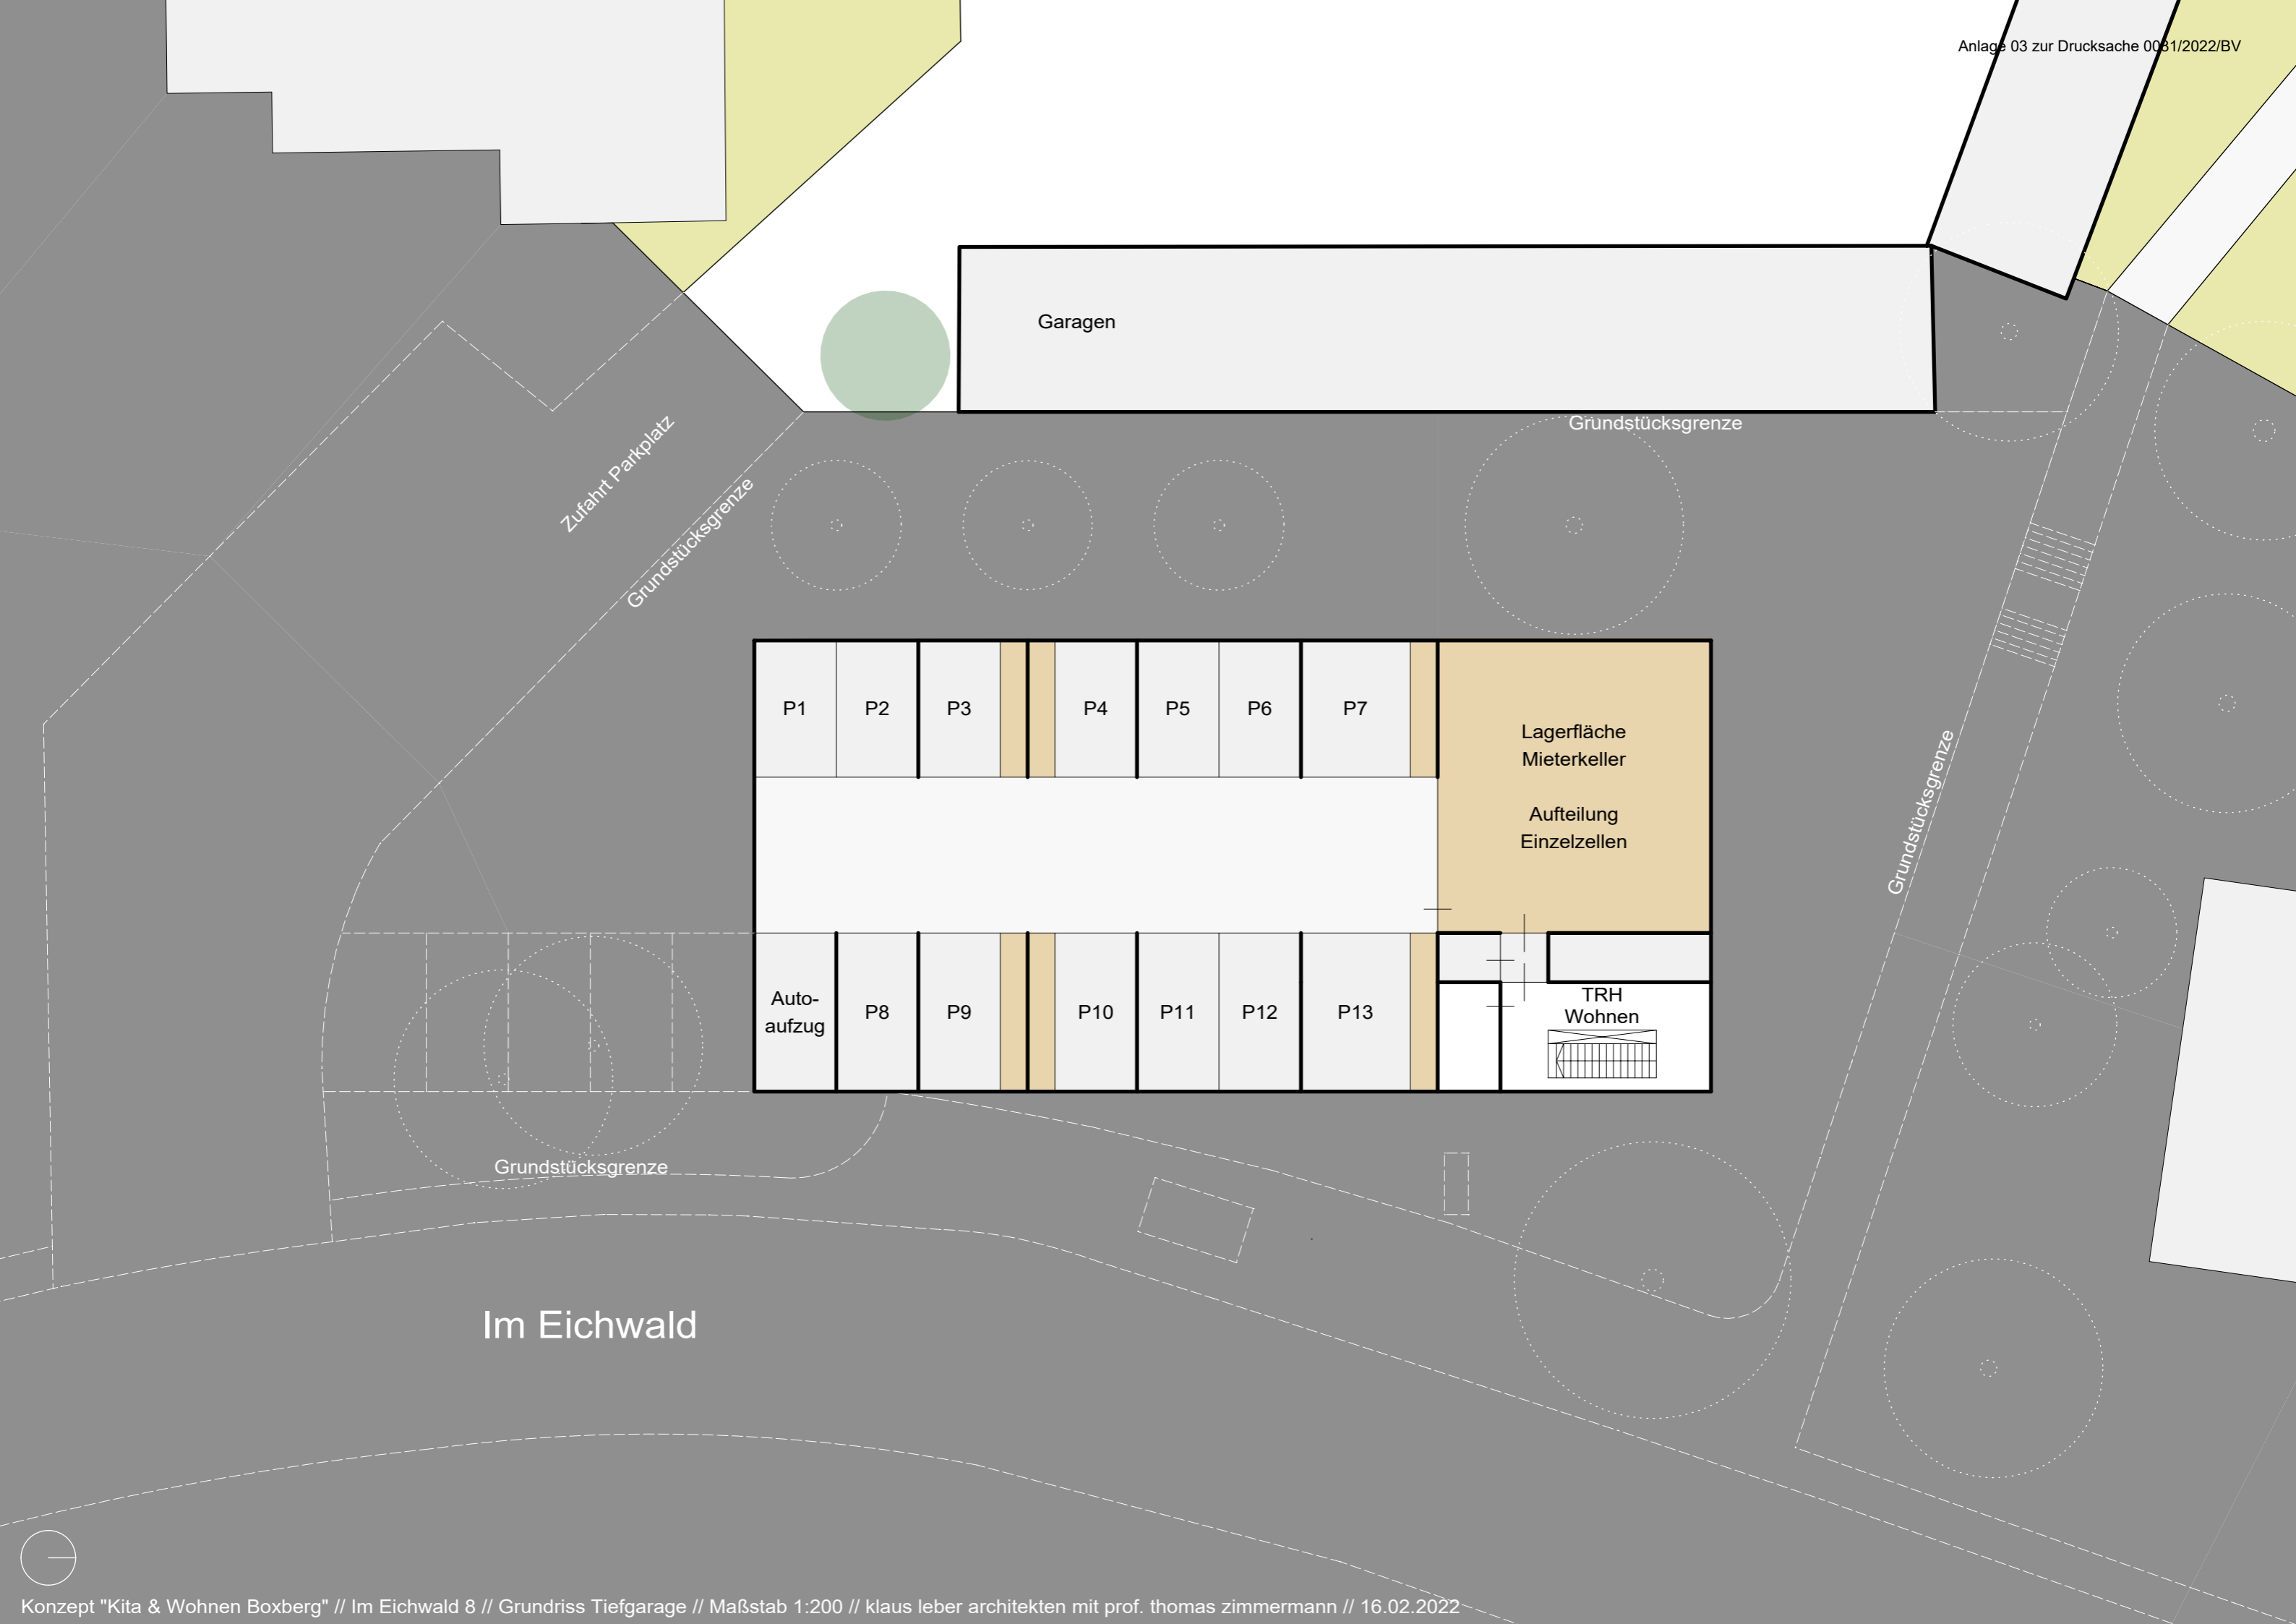 Anlage 03 zur Drucksache 0081/2022/BV
Garagen
Grundstücksgrenze
Zufahrt Parkplatz
Grundstücksgrenze
P1
P2
P3
P4
P5
P6
P7
Lagerfläche
Mieterkeller
Aufteilung
Einzelzellen
Grundstücksgrenze
Auto-
aufzug
P8
P9
P10
P11
P12
P13
TRH
Wohnen
Grundstücksgrenze
Im Eichwald
Konzept "Kita & Wohnen Boxberg" // Im Eichwald 8 // Grundriss Tiefgarage // Maßstab 1:200 // klaus leber architekten mit prof. thomas zimmermann // 16.02.2022